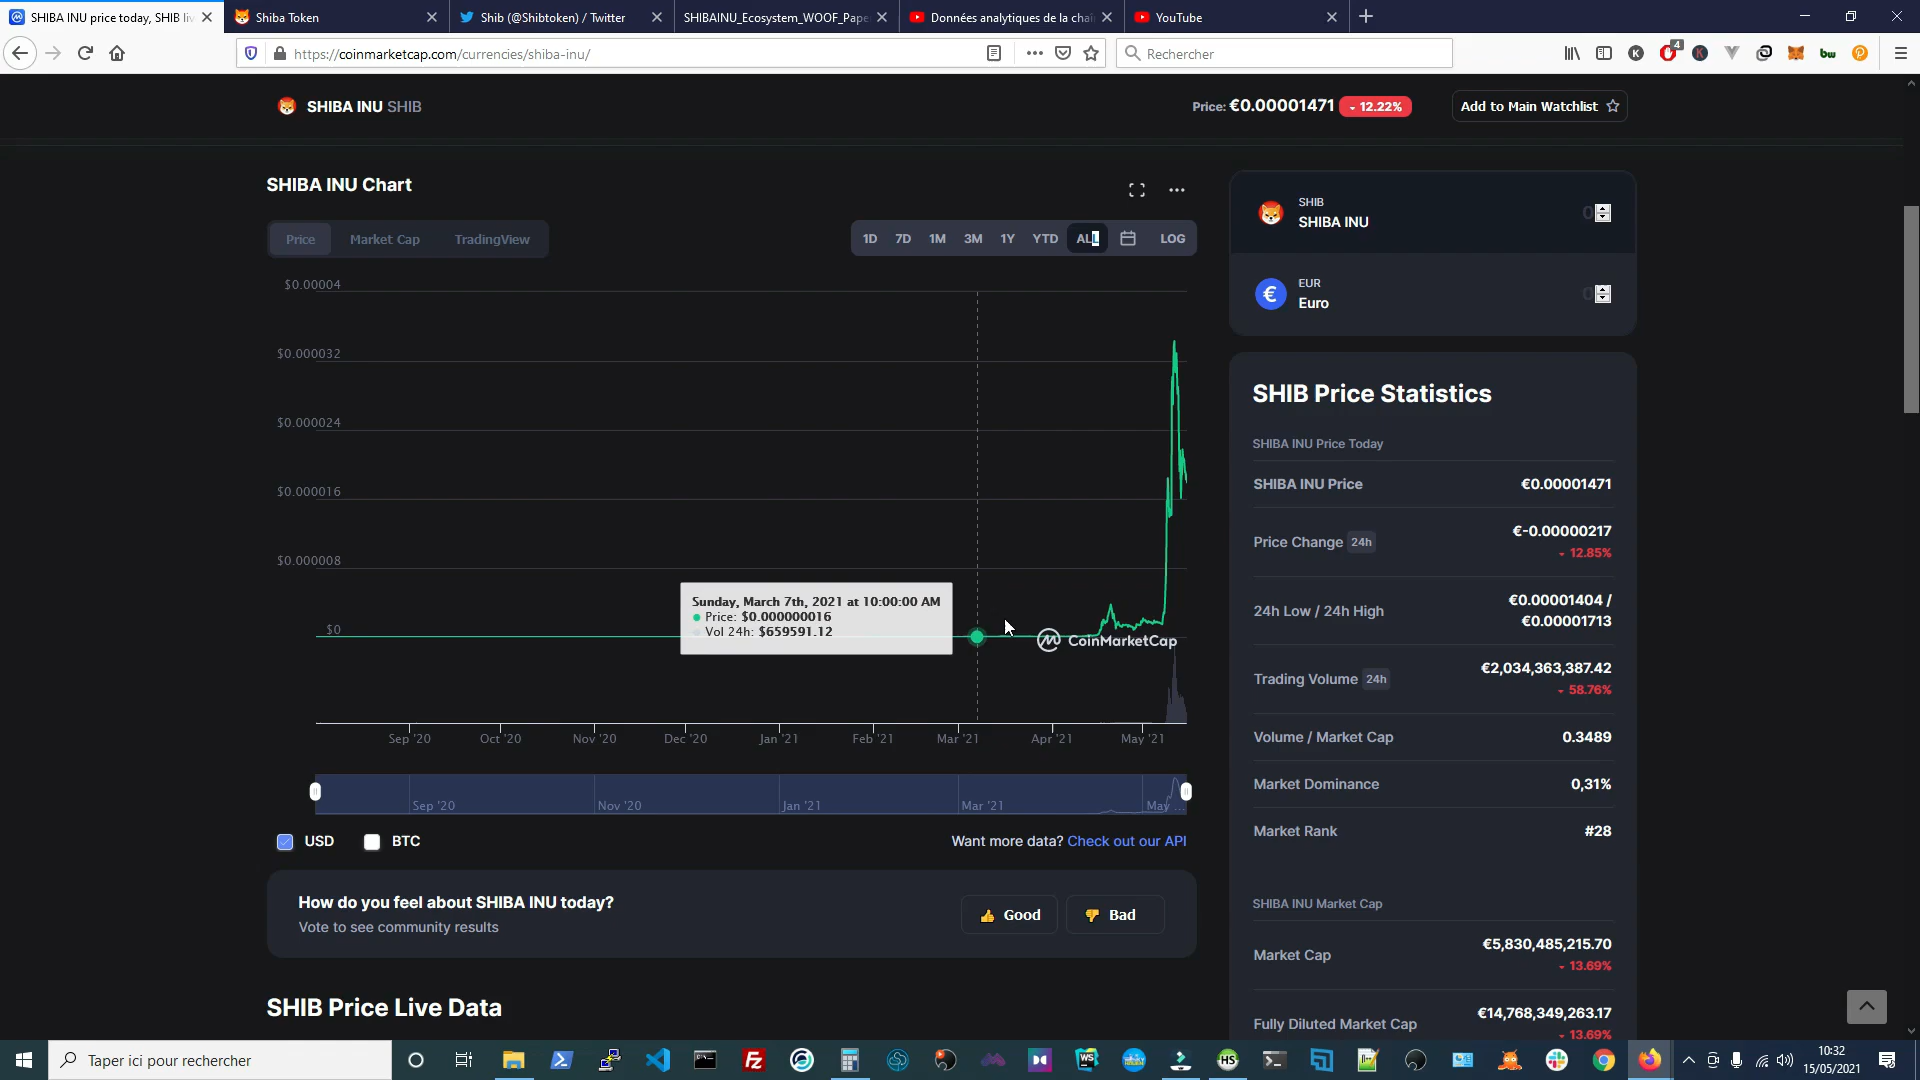 SHIBA INU price today, SHIB liv
Shiba Token
Shib (@Shibtoken) / Twitter
SHIBAINU_Ecosystem_WOOF_Pape
Données analytiques de la chaî
YouTube
https://coinmarketcap.com/currencies/shiba-inu/
Rechercher
4
bw
SHIBA INU SHIB
Price: €0.00001471
12.22%
Add to Main Watchlist
SHIBA INU Chart
Price
Market Cap
TradingView
1D
7D
1M
3M
1Y
YTD
ALL
LOG
$0.00004
$0.000032
$0.000024
$0.000016
$0.000008
$0
Sunday, March 7th, 2021 at 10:00:00 AM
Price: $0.000000016
Vol 24h: $659591.12
CoinMarketCap
Sep '20
Oct '20
Nov '20
Dec '20
Jan '21
Feb '21
Mar '21
Apr '21
May '21
Sep '20
Nov '20
Jan '21
Mar '21
May ...
USD
BTC
Want more data? Check out our API
How do you feel about SHIBA INU today?
Vote to see community results
Good
Bad
SHIB Price Live Data
SHIB
SHIBA INU
0
EUR
Euro
0
SHIB Price Statistics
SHIBA INU Price Today
SHIBA INU Price
€0.00001471
Price Change 24h
€-0.00000217
12.85%
24h Low / 24h High
€0.00001404 /
€0.00001713
Trading Volume 24h
€2,034,363,387.42
58.76%
Volume / Market Cap
0.3489
Market Dominance
0,31%
Market Rank
#28
SHIBA INU Market Cap
Market Cap
€5,830,485,215.70
13.69%
Fully Diluted Market Cap
€14,768,349,263.17
13.69%
Taper ici pour rechercher
10:32
15/05/2021